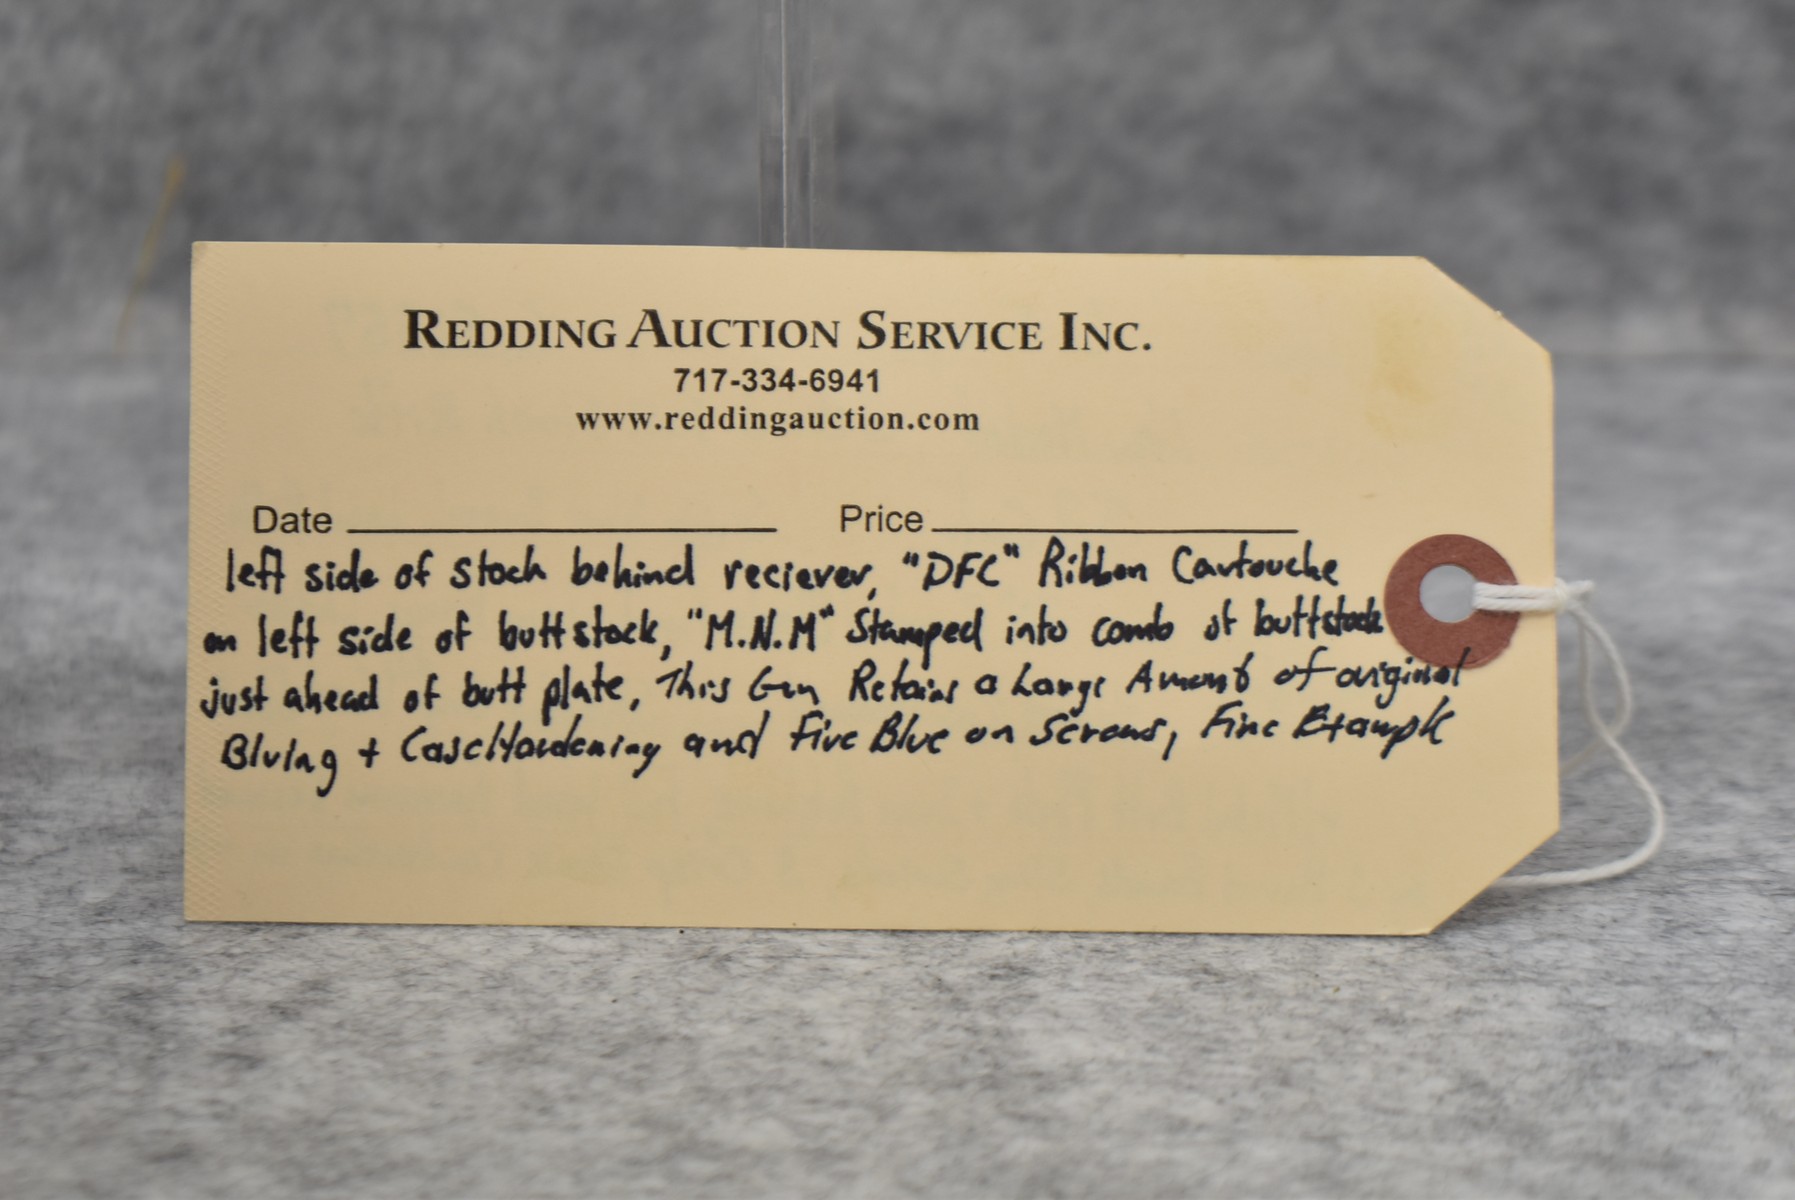 REDDING AUCTION SERVICE INC.
717-334-6941
www.reddingauction.com
Date Price
left side of stock behind reciever, "DFC" Ribbon Cartouche
on left side of buttstock, "M.N.M" Stamped into comb of buttstock
just ahead of butt plate, This Gun Retains a Large Amount of original
Bluing + CaseHardening and Fire Blue on Screws, Fine Example